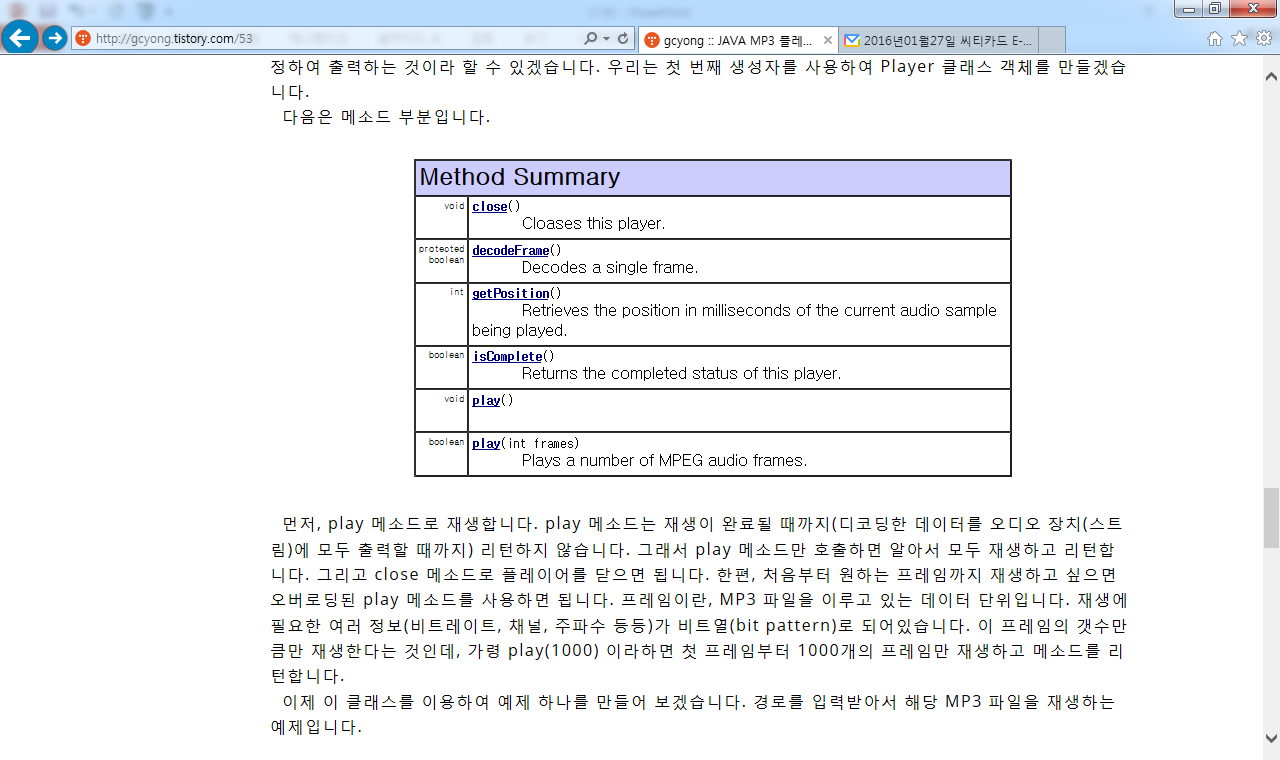 http://gcyong.tistory.com/53
gcyong :: JAVA MP3 플레...
2016년01월27일 씨티카드 E-...
정하여 출력하는 것이라 할 수 있겠습니다. 우리는 첫 번째 생성자를 사용하여 Player 클래스 객체를 만들겠습
니다.
다음은 메소드 부분입니다.
Method Summary
void close()
Cloases this player.
protected
boolean
decodeFrame()
Decodes a single frame.
int getPosition()
Retrieves the position in milliseconds of the current audio sample
being played.
boolean isComplete()
Returns the completed status of this player.
void play()
boolean play(int frames)
Plays a number of MPEG audio frames.
먼저, play 메소드로 재생합니다. play 메소드는 재생이 완료될 때까지(디코딩한 데이터를 오디오 장치(스트
림)에 모두 출력할 때까지) 리턴하지 않습니다. 그래서 play 메소드만 호출하면 알아서 모두 재생하고 리턴합
니다. 그리고 close 메소드로 플레이어를 닫으면 됩니다. 한편, 처음부터 원하는 프레임까지 재생하고 싶으면
오버로딩된 play 메소드를 사용하면 됩니다. 프레임이란, MP3 파일을 이루고 있는 데이터 단위입니다. 재생에
필요한 여러 정보(비트레이트, 채널, 주파수 등등)가 비트열(bit pattern)로 되어있습니다. 이 프레임의 갯수만
큼만 재생한다는 것인데, 가령 play(1000) 이라하면 첫 프레임부터 1000개의 프레임만 재생하고 메소드를 리
턴합니다.
이제 이 클래스를 이용하여 예제 하나를 만들어 보겠습니다. 경로를 입력받아서 해당 MP3 파일을 재생하는
예제입니다.